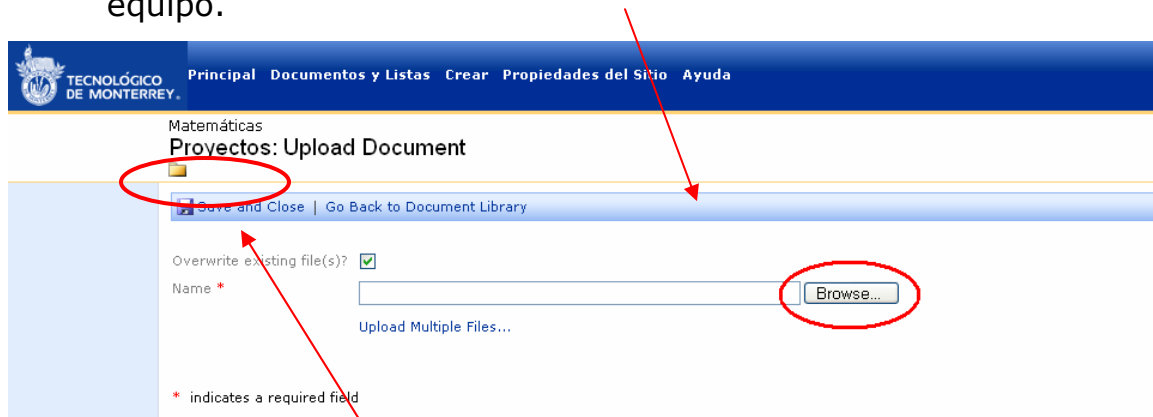 equipo.
TECNOLÓGICO
DE MONTERREY.
Principal Documentos y Listas Crear Propiedades del Sitio Ayuda
Matemáticas
Proyectos: Upload Document
Save and Close | Go Back to Document Library
Overwrite existing file(s)?
Name *
Browse...
Upload Multiple Files...
* indicates a required field